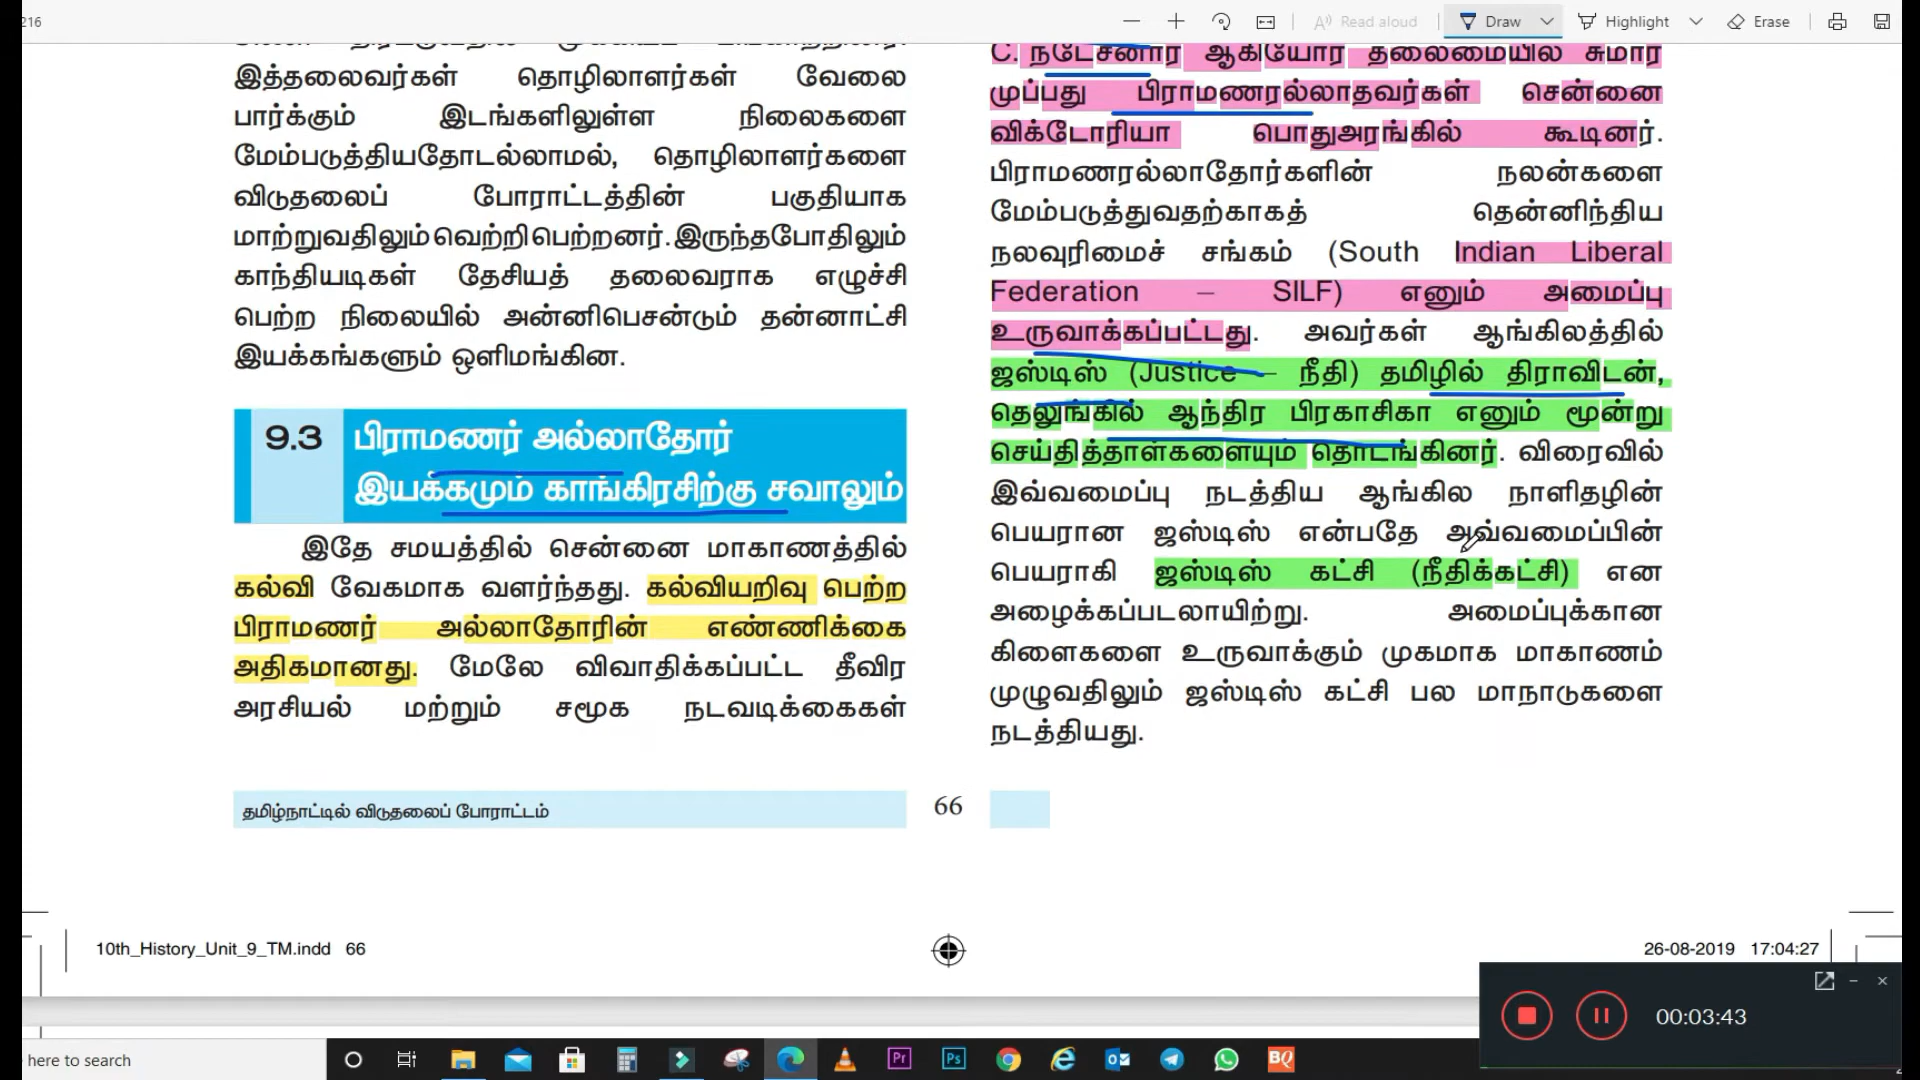 216
Read aloud
Draw
Highlight
Erase
இத்தலைவர்கள் தொழிலாளர்கள் வேலை
பார்க்கும் இடங்களிலுள்ள நிலைகளை
மேம்படுத்தியதோடல்லாமல், தொழிலாளர்களை
விடுதலைப் போராட்டத்தின் பகுதியாக
மாற்றுவதிலும் வெற்றி பெற்றனர். இருந்தபோதிலும்
காந்தியடிகள் தேசியத் தலைவராக எழுச்சி
பெற்ற நிலையில் அன்னிபெசன்டும் தன்னாட்சி
இயக்கங்களும் ஒளிமங்கின.
9.3 பிராமணர் அல்லாதோர்
இயக்கமும் காங்கிரசிற்கு சவாலும்
இதே சமயத்தில் சென்னை மாகாணத்தில்
கல்வி வேகமாக வளர்ந்தது. கல்வியறிவு பெற்ற
பிராமணர் அல்லாதோரின் எண்ணிக்கை
அதிகமானது. மேலே விவாதிக்கப்பட்ட தீவிர
அரசியல் மற்றும் சமூக நடவடிக்கைகள்
C. நடேசனார் ஆகியோர் தலைமையில் சுமார்
முப்பது பிராமணரல்லாதவர்கள் சென்னை
விக்டோரியா பொதுஅரங்கில் கூடினர்.
பிராமணரல்லாதோர்களின் நலன்களை
மேம்படுத்துவதற்காகத் தென்னிந்திய
நலவுரிமைச் சங்கம் (South Indian Liberal
Federation – SILF) எனும் அமைப்பு
உருவாக்கப்பட்டது. அவர்கள் ஆங்கிலத்தில்
ஜஸ்டிஸ் (Justice – நீதி) தமிழில் திராவிடன்,
தெலுங்கில் ஆந்திர பிரகாசிகா எனும் மூன்று
செய்தித்தாள்களையும் தொடங்கினர். விரைவில்
இவ்வமைப்பு நடத்திய ஆங்கில நாளிதழின்
பெயரான ஜஸ்டிஸ் என்பதே அவ்வமைப்பின்
பெயராகி ஜஸ்டிஸ் கட்சி (நீதிக்கட்சி) என
அழைக்கப்படலாயிற்று. அமைப்புக்கான
கிளைகளை உருவாக்கும் முகமாக மாகாணம்
முழுவதிலும் ஜஸ்டிஸ் கட்சி பல மாநாடுகளை
நடத்தியது.
தமிழ்நாட்டில் விடுதலைப் போராட்டம்
66
10th_History_Unit_9_TM.indd 66
26-08-2019 17:04:27
00:03:43
here to search
Pr
Ps
BQ